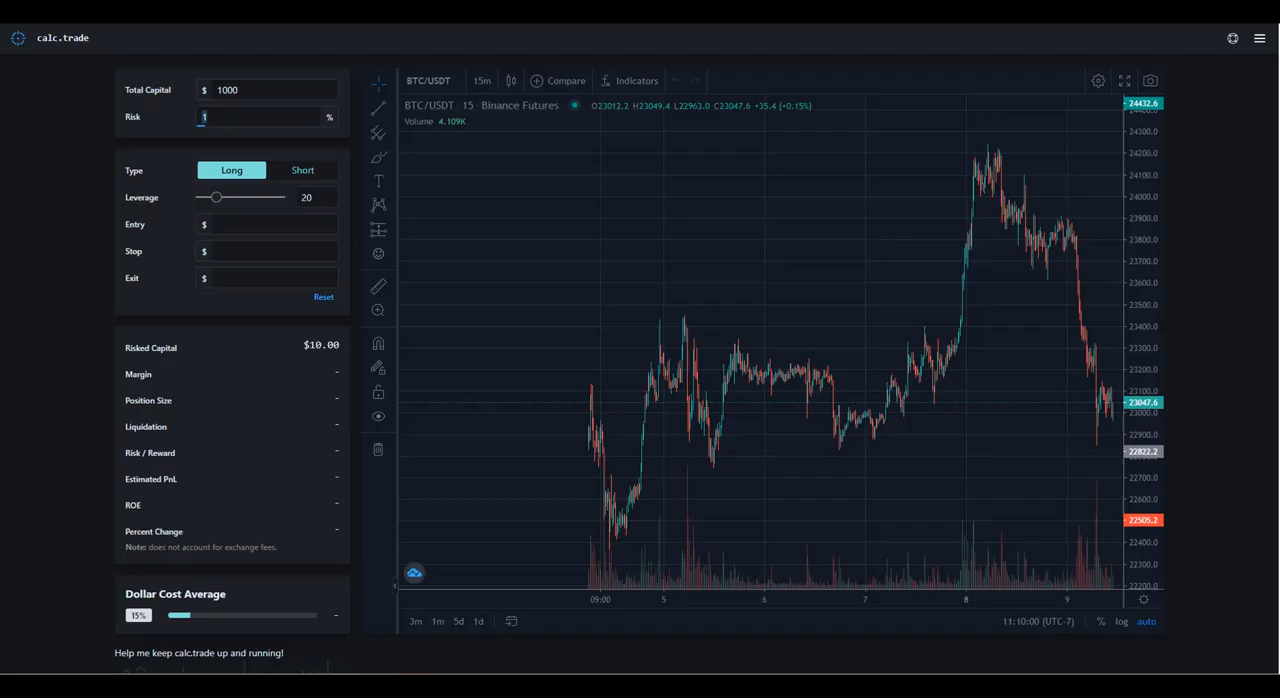 calc.trade
Total Capital $ 1000
Risk 1 %
Type Long Short
Leverage 20
Entry $
Stop $
Exit $
Reset
Risked Capital $10.00
Margin -
Position Size -
Liquidation -
Risk / Reward -
Estimated PnL -
ROE -
Percent Change -
Note: does not account for exchange fees.
Dollar Cost Average
15% -
Help me keep calc.trade up and running!
BTC/USDT 15m Compare Indicators
BTC/USDT · 15 · Binance Futures O23012.2 H23049.4 L22963.0 C23047.6 +35.4 (+0.15%)
Volume 4.109K
24432.6
24300.0
24200.0
24100.0
24000.0
23900.0
23800.0
23700.0
23600.0
23500.0
23400.0
23300.0
23200.0
23100.0
23047.6
23000.0
22900.0
22822.2
22700.0
22600.0
22505.2
22400.0
22300.0
22200.0
09:00 5 6 7 8 9
3m 1m 5d 1d 11:10:00 (UTC-7) % log auto